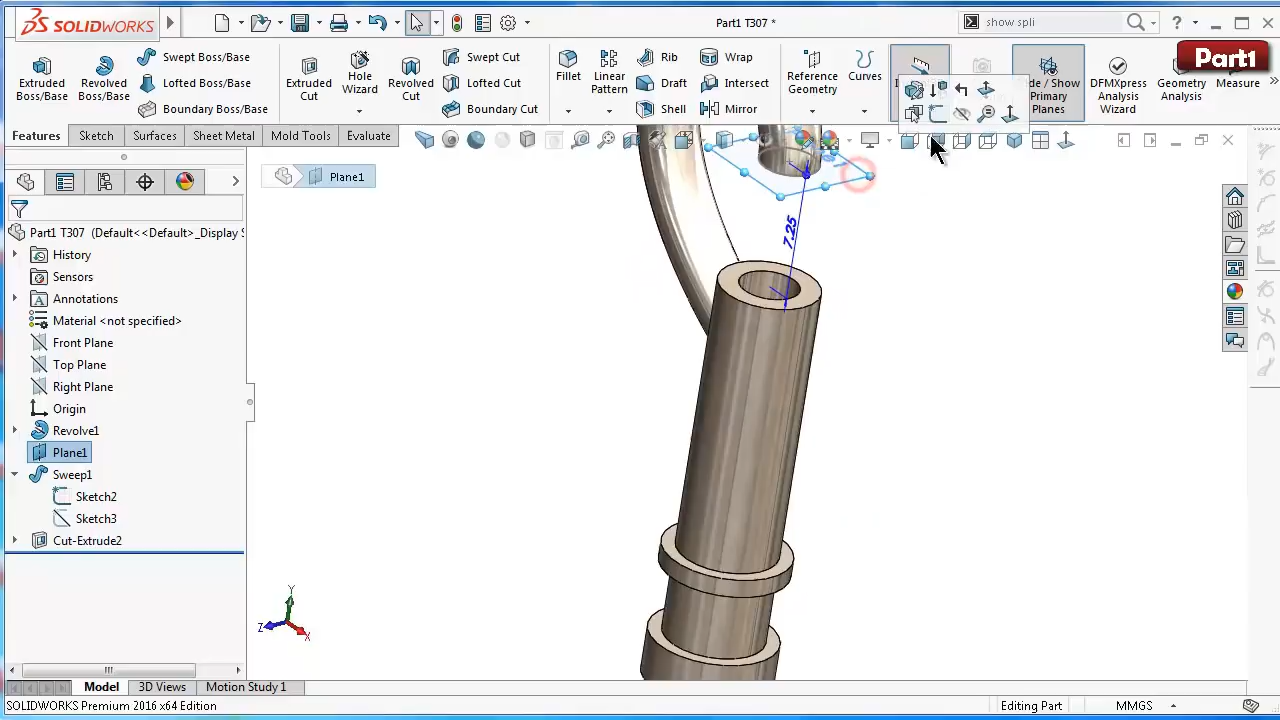 SOLIDWORKS
Part1 T307 *
show spli
Part1
Extruded Boss/Base
Revolved Boss/Base
Swept Boss/Base
Lofted Boss/Base
Boundary Boss/Base
Extruded Cut
Hole Wizard
Revolved Cut
Swept Cut
Lofted Cut
Boundary Cut
Fillet
Linear Pattern
Rib
Draft
Shell
Wrap
Intersect
Mirror
Reference Geometry
Curves
/ Show Primary Planes
DFMXpress Analysis Wizard
Geometry Analysis
Measure
Features
Sketch
Surfaces
Sheet Metal
Mold Tools
Evaluate
Plane1
Part1 T307 (Default<<Default>_Display S
History
Sensors
Annotations
Material <not specified>
Front Plane
Top Plane
Right Plane
Origin
Revolve1
Plane1
Sweep1
Sketch2
Sketch3
Cut-Extrude2
7.25
Y
Z
X
Model
3D Views
Motion Study 1
SOLIDWORKS Premium 2016 x64 Edition
Editing Part
MMGS